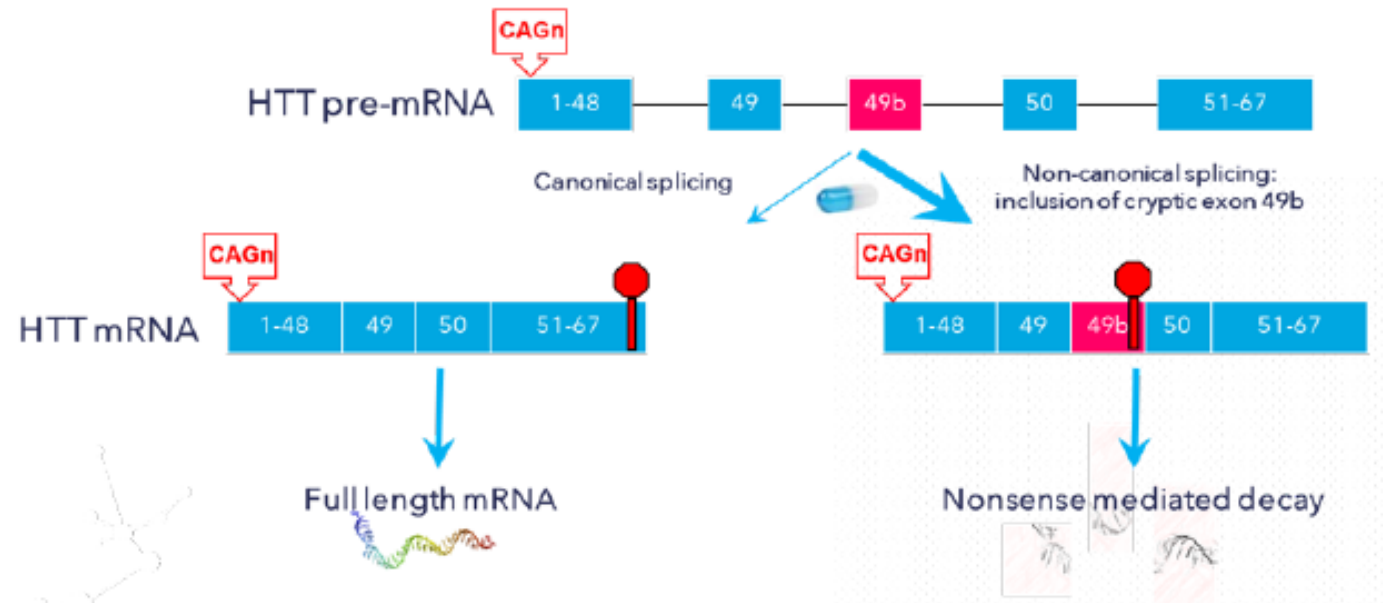 CAGn
HTT pre-mRNA
1-48 49 49b 50 51-67
Canonical splicing
Non-canonical splicing:
inclusion of cryptic exon 49b
CAGn
CAGn
HTT mRNA
1-48 49 50 51-67
1-48 49 49b 50 51-67
Full length mRNA
Nonsense mediated decay